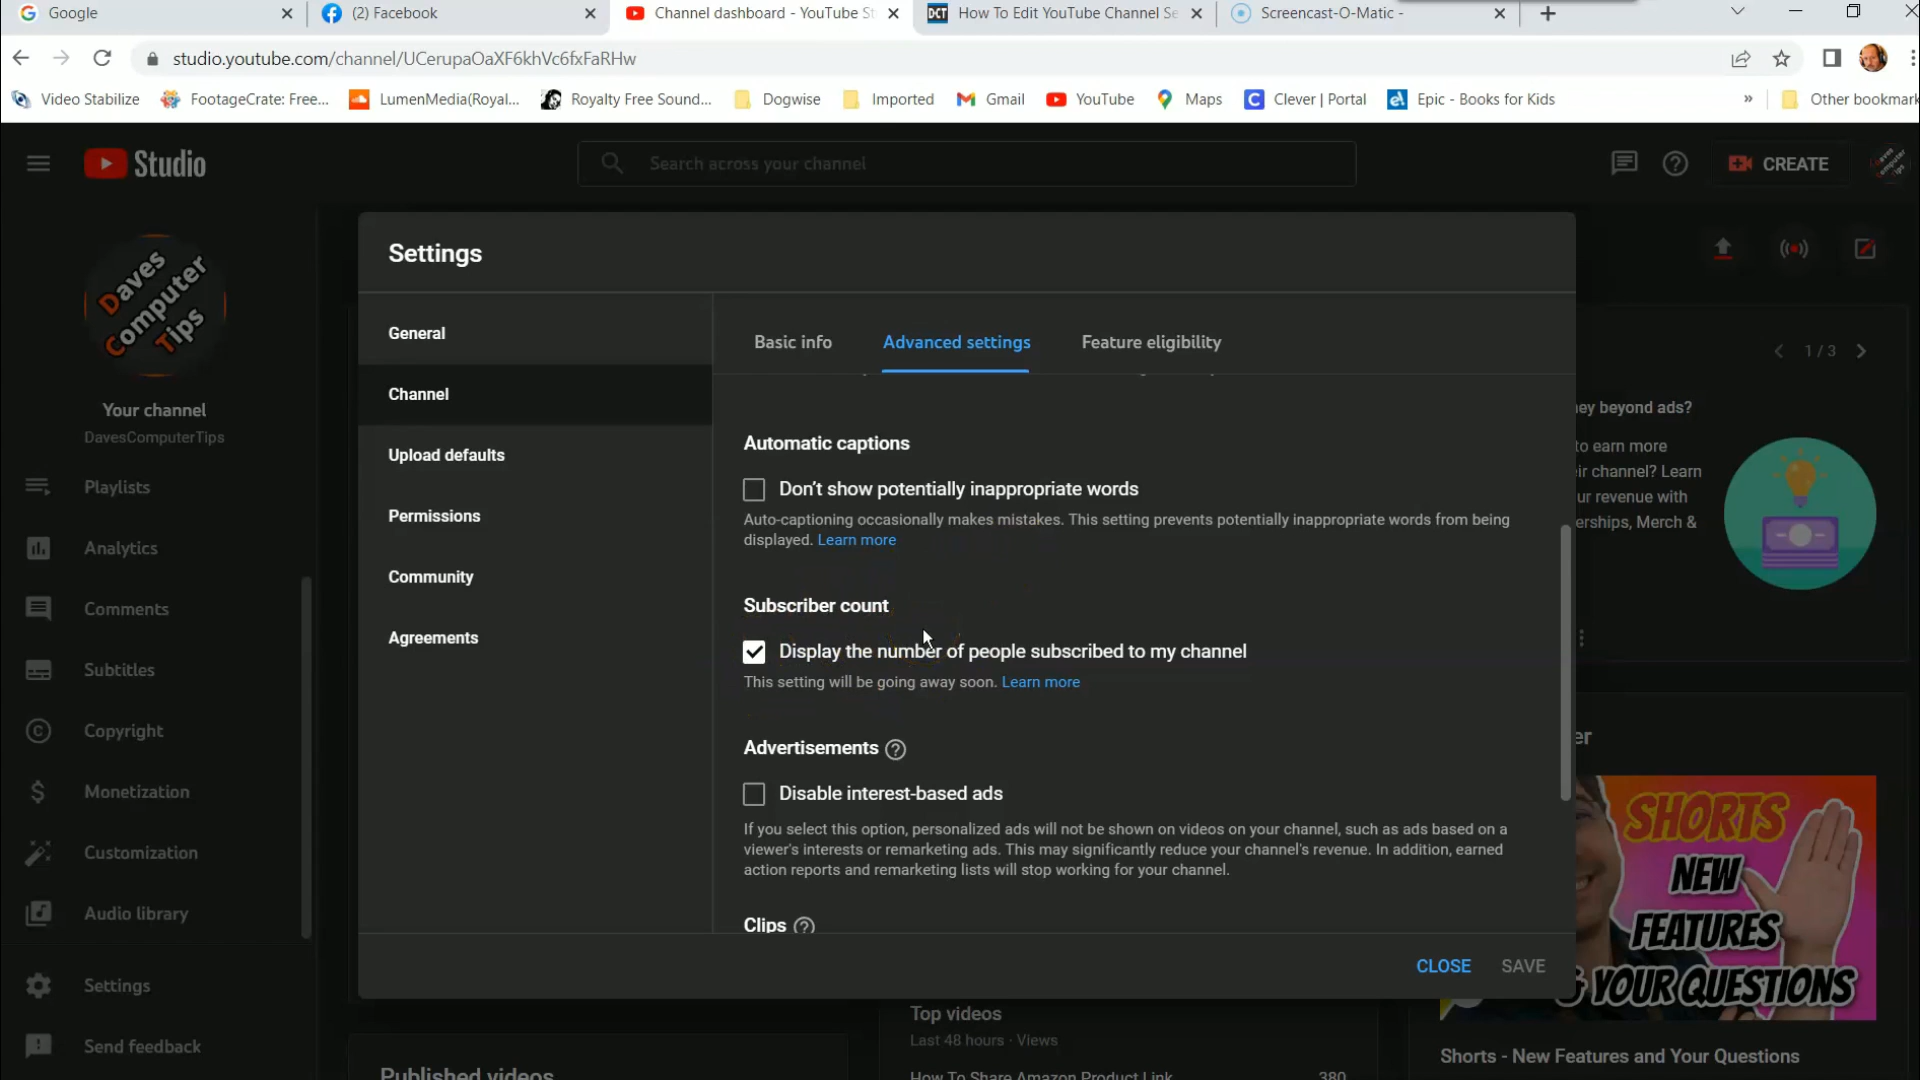 Google
(2) Facebook
Channel dashboard - YouTube St
How To Edit YouTube Channel Se
Screencast-O-Matic -
studio.youtube.com/channel/UCerupaOaXF6khVc6fxFaRHw
Video Stabilize
FootageCrate: Free...
LumenMedia(Royal...
Royalty Free Sound...
Dogwise
Imported
Gmail
YouTube
Maps
Clever | Portal
Epic - Books for Kids
»
Other bookmark
Studio
Search across your channel
CREATE
Daves
Computer
Tips
Your channel
DavesComputerTips
Playlists
Analytics
Comments
Subtitles
Copyright
Monetization
Customization
Audio library
Settings
Send feedback
Settings
General
Channel
Upload defaults
Permissions
Community
Agreements
Basic info
Advanced settings
Feature eligibility
Automatic captions
Don't show potentially inappropriate words
Auto-captioning occasionally makes mistakes. This setting prevents potentially inappropriate words from being
displayed. Learn more
Subscriber count
Display the number of people subscribed to my channel
This setting will be going away soon. Learn more
Advertisements
Disable interest-based ads
If you select this option, personalized ads will not be shown on videos on your channel, such as ads based on a
viewer's interests or remarketing ads. This may significantly reduce your channel's revenue. In addition, earned
action reports and remarketing lists will stop working for your channel.
Clips
CLOSE
SAVE
1 / 3
ey beyond ads?
to earn more
ir channel? Learn
ur revenue with
erships, Merch &
er
SHORTS
NEW
FEATURES
& YOUR QUESTIONS
Shorts - New Features and Your Questions
Published videos
Top videos
Last 48 hours · Views
How To Share Amazon Product Link
380